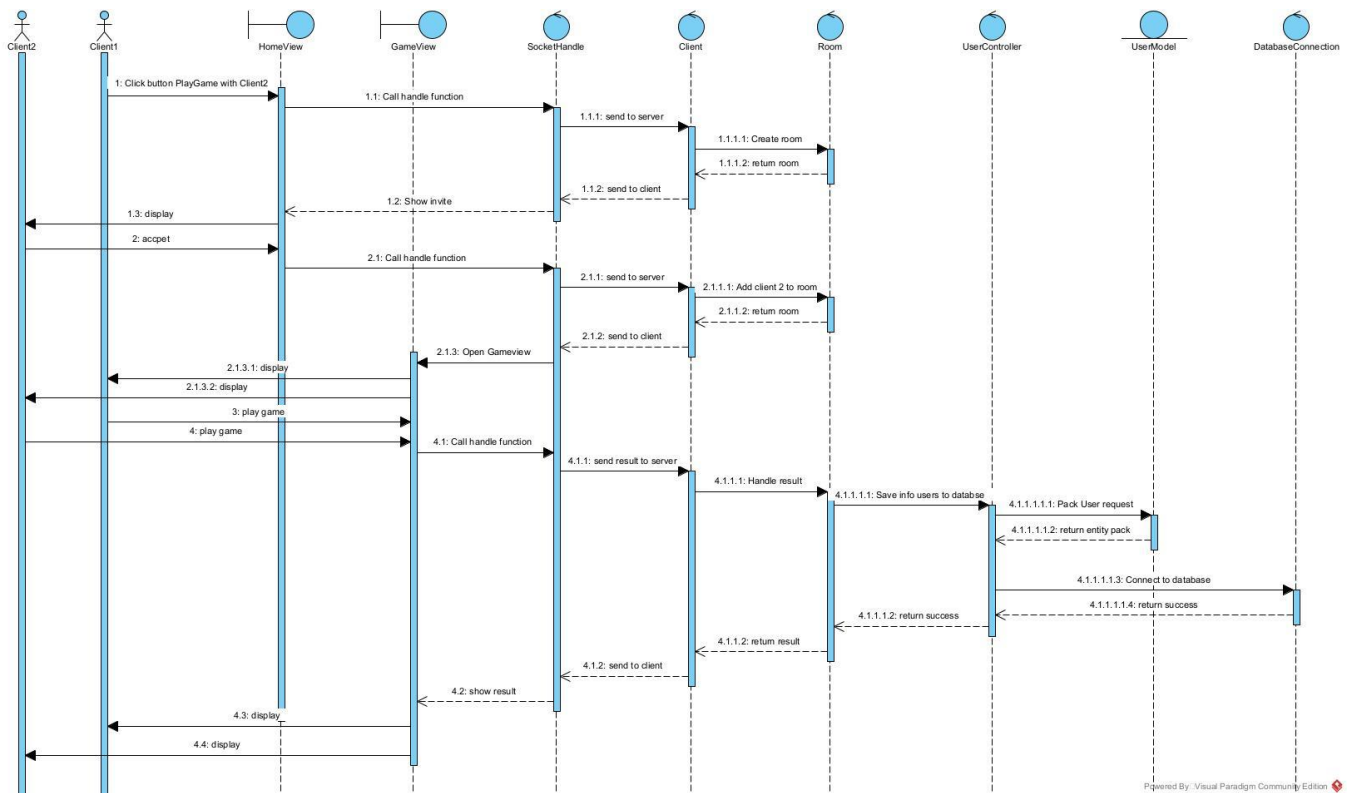 Client2
Client1
HomeView
GameView
SocketHandle
Client
Room
UserController
UserModel
DatabaseConnection
1: Click button PlayGame with Client2
1.1: Call handle function
1.1.1: send to server
1.1.1.1: Create room
1.1.1.2: return room
1.1.2: send to client
1.2: Show invite
1.3: display
2: accpet
2.1: Call handle function
2.1.1: send to server
2.1.1.1: Add client 2 to room
2.1.1.2: return room
2.1.2: send to client
2.1.3: Open Gameview
2.1.3.1: display
2.1.3.2: display
3: play game
4: play game
4.1: Call handle function
4.1.1: send result to server
4.1.1.1: Handle result
4.1.1.1.1: Save info users to databse
4.1.1.1.1.1: Pack User request
4.1.1.1.1.2: return entity pack
4.1.1.1.1.3: Connect to database
4.1.1.1.1.4: return success
4.1.1.1.2: return success
4.1.1.2: return result
4.1.2: send to client
4.2: show result
4.3: display
4.4: display
Powered By Visual Paradigm Community Edition